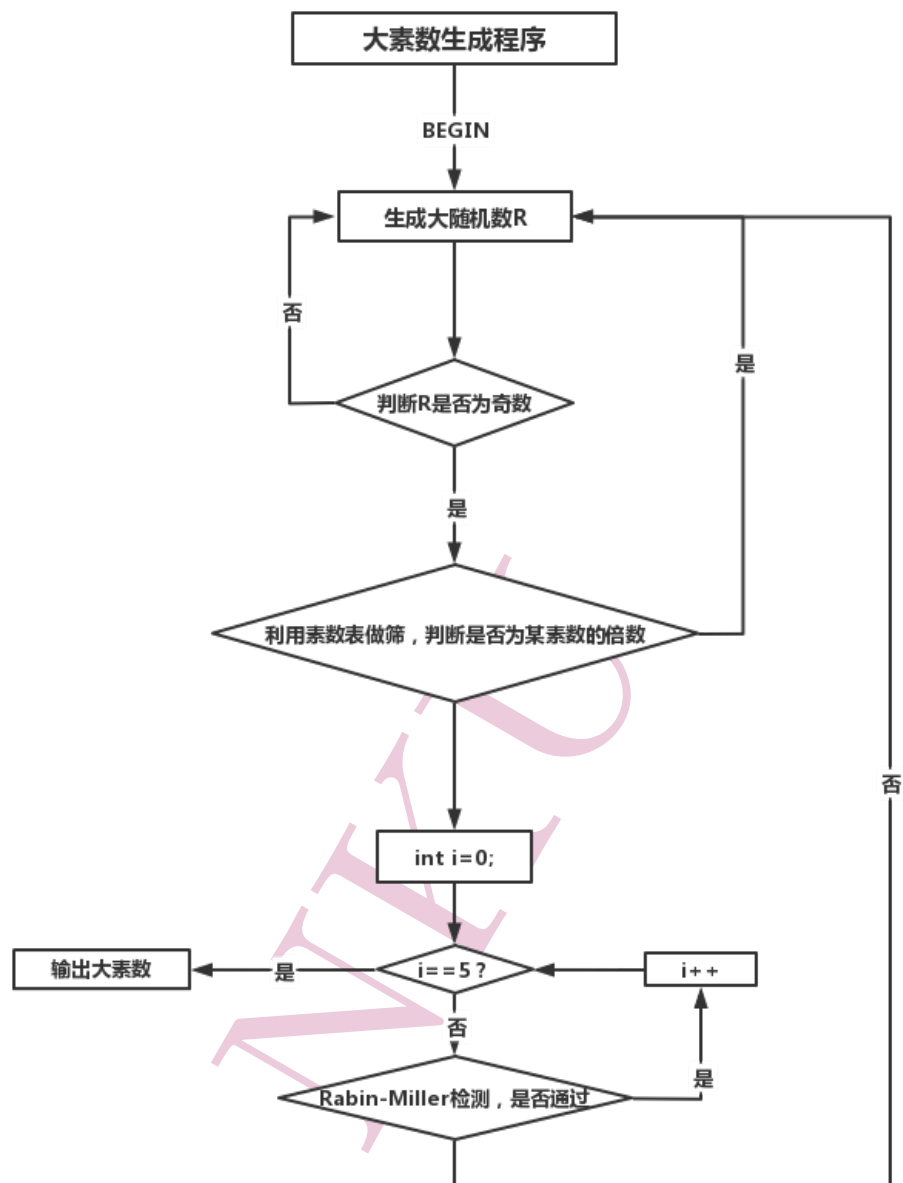 大素数生成程序
BEGIN
生成大随机数R
否
是
判断R是否为奇数
是
利用素数表做筛，判断是否为某素数的倍数
否
int i=0;
输出大素数
是
i==5？
i++
否
Rabin-Miller检测，是否通过
是
NKU